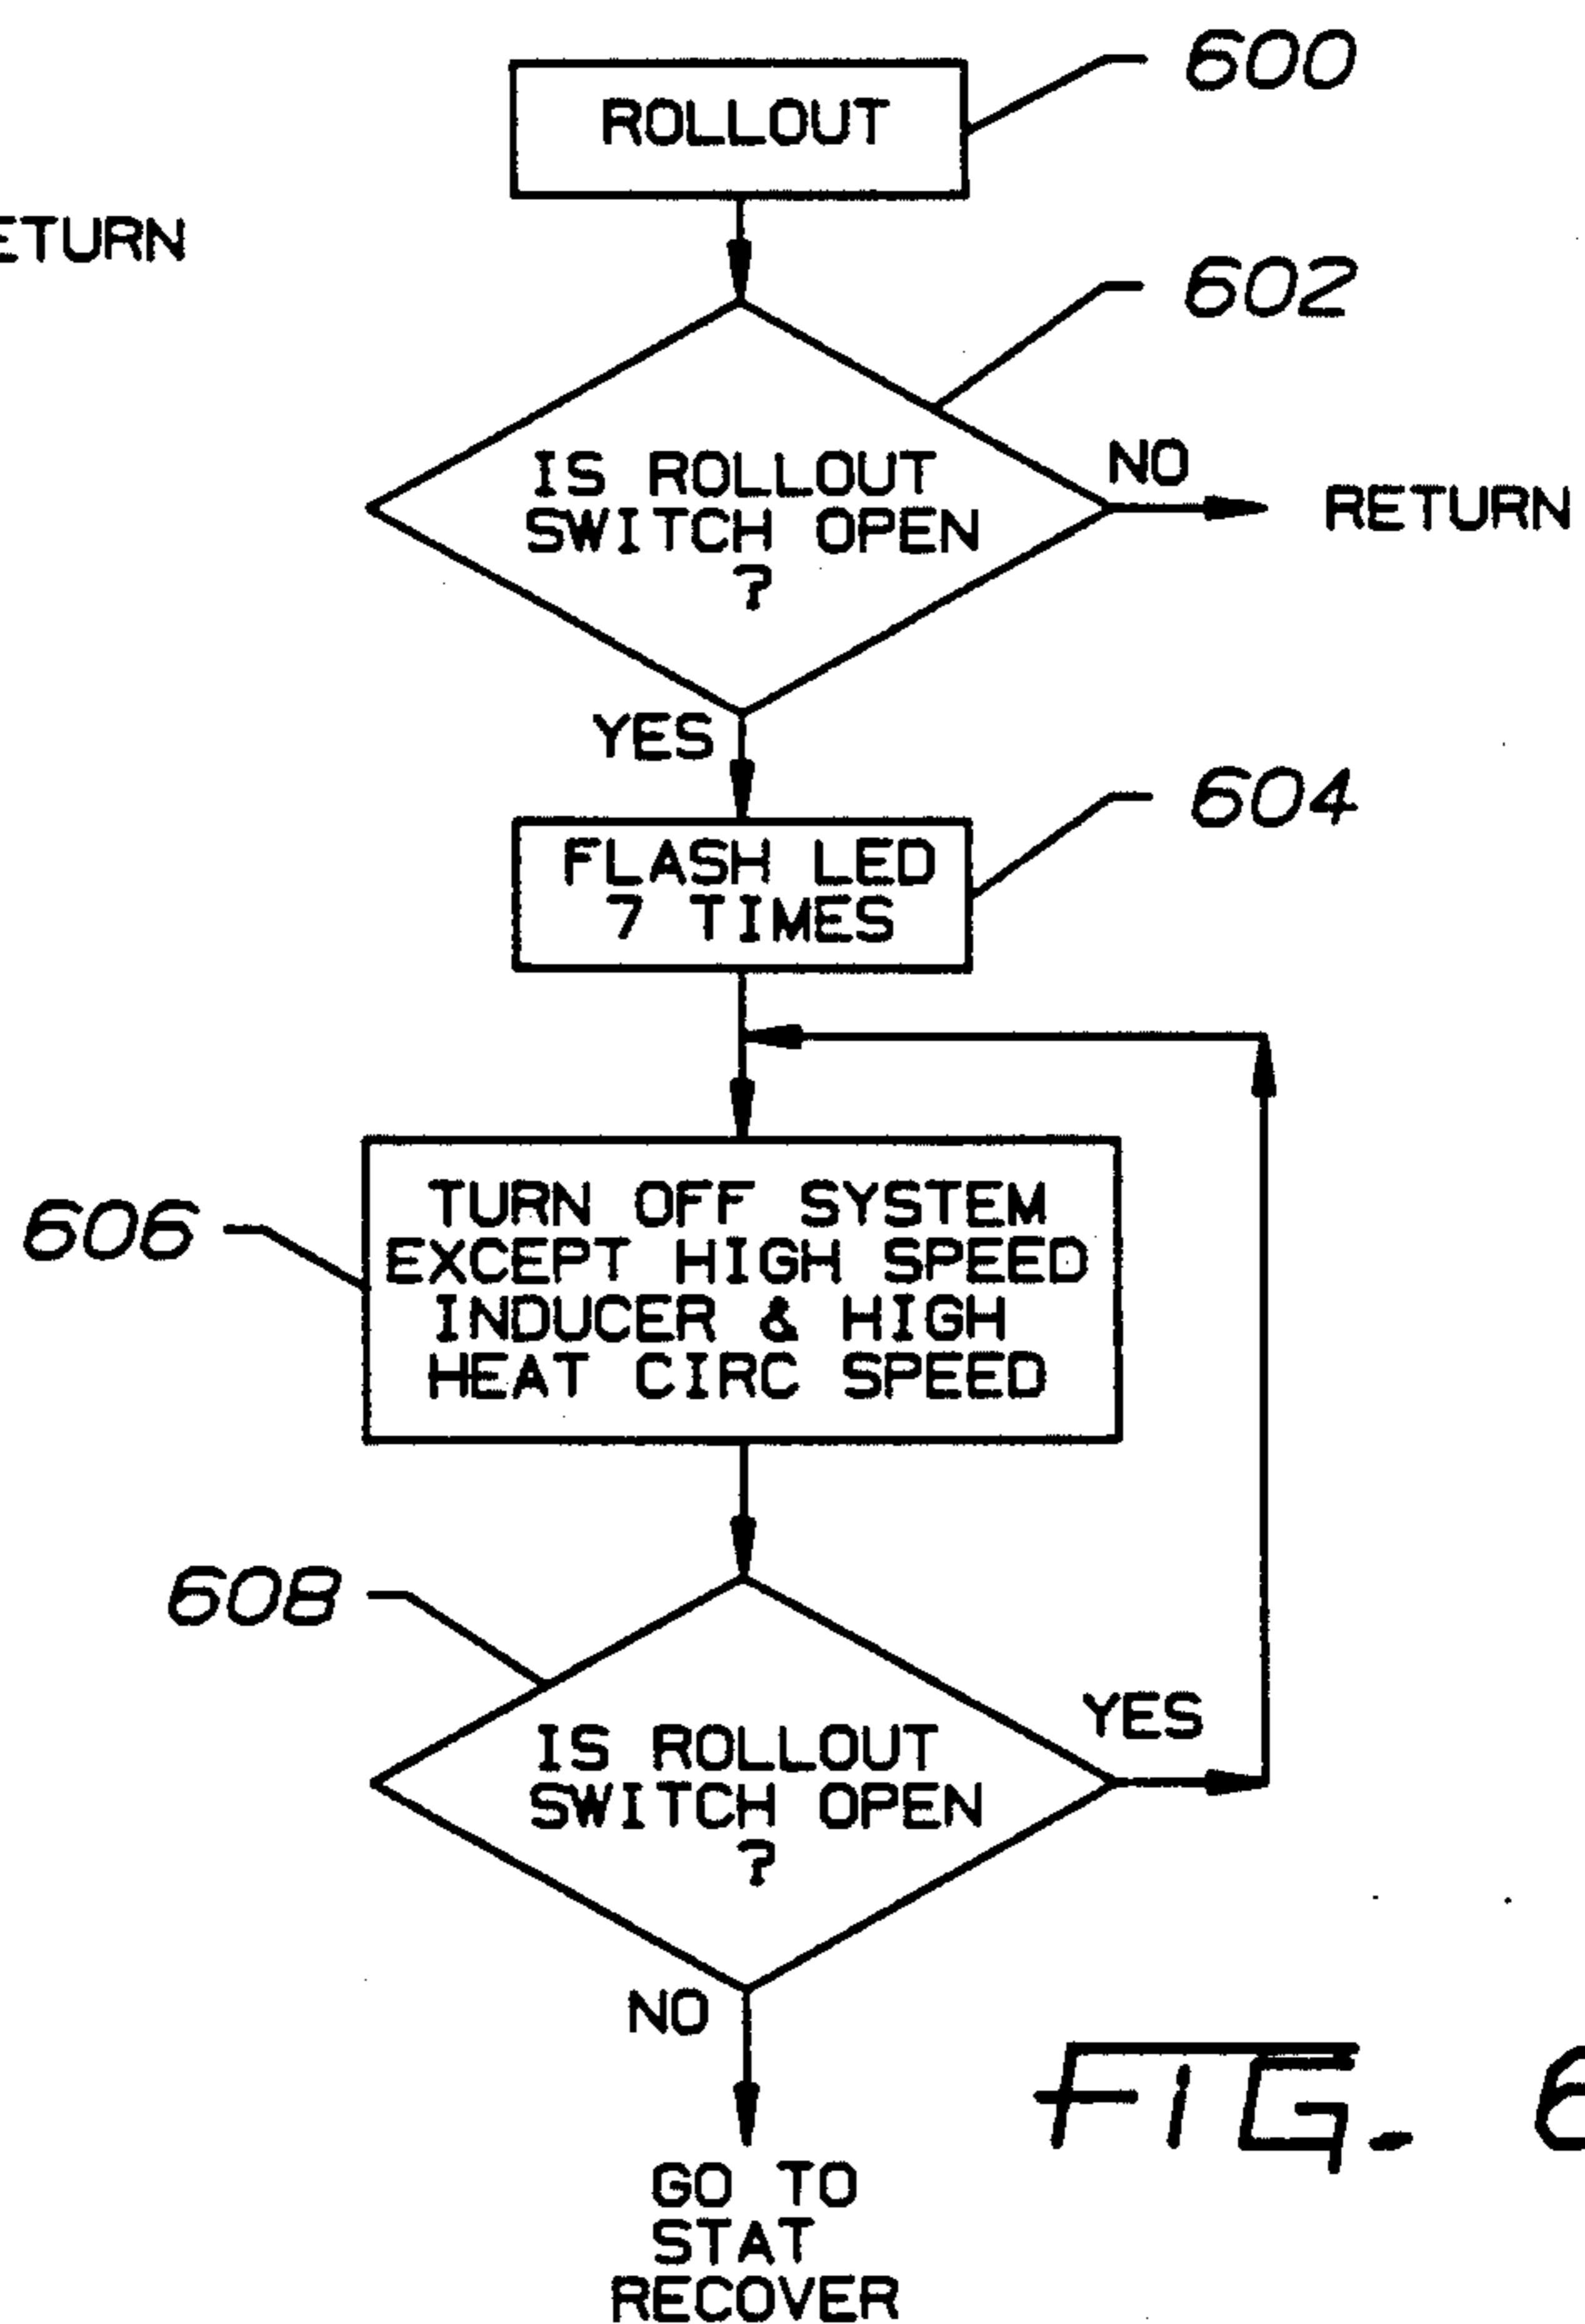 ROLLOUT
600
ETURN
602
IS ROLLOUT
SWITCH OPEN
?
NO
RETURN
YES
604
FLASH LED
7 TIMES
606
TURN OFF SYSTEM
EXCEPT HIGH SPEED
INDUCER & HIGH
HEAT CIRC SPEED
608
YES
IS ROLLOUT
SWITCH OPEN
?
NO
FIG. 6
GO TO
STAT
RECOVER